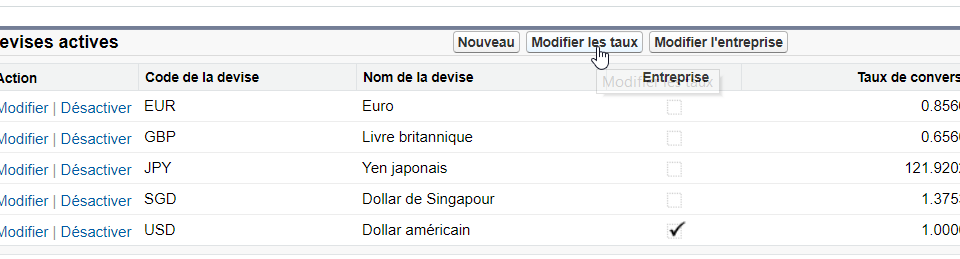 evises actives Nouveau Modifier les taux Modifier l'entreprise
Action Code de la devise Nom de la devise Entreprise Taux de convers
Modifier les taux
Modifier | Désactiver EUR Euro 0.856
Modifier | Désactiver GBP Livre britannique 0.656
Modifier | Désactiver JPY Yen japonais 121.920
Modifier | Désactiver SGD Dollar de Singapour 1.375
Modifier | Désactiver USD Dollar américain 1.000